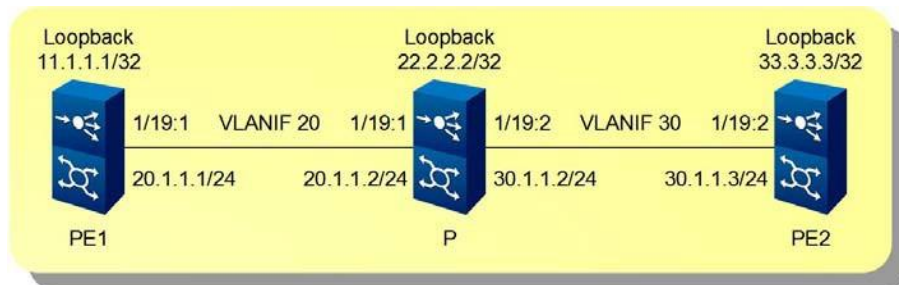 Loopback
11.1.1.1/32
Loopback
22.2.2.2/32
Loopback
33.3.3.3/32
1/19:1 VLANIF 20 1/19:1
1/19:2 VLANIF 30 1/19:2
20.1.1.1/24 20.1.1.2/24
30.1.1.2/24 30.1.1.3/24
PE1 P PE2